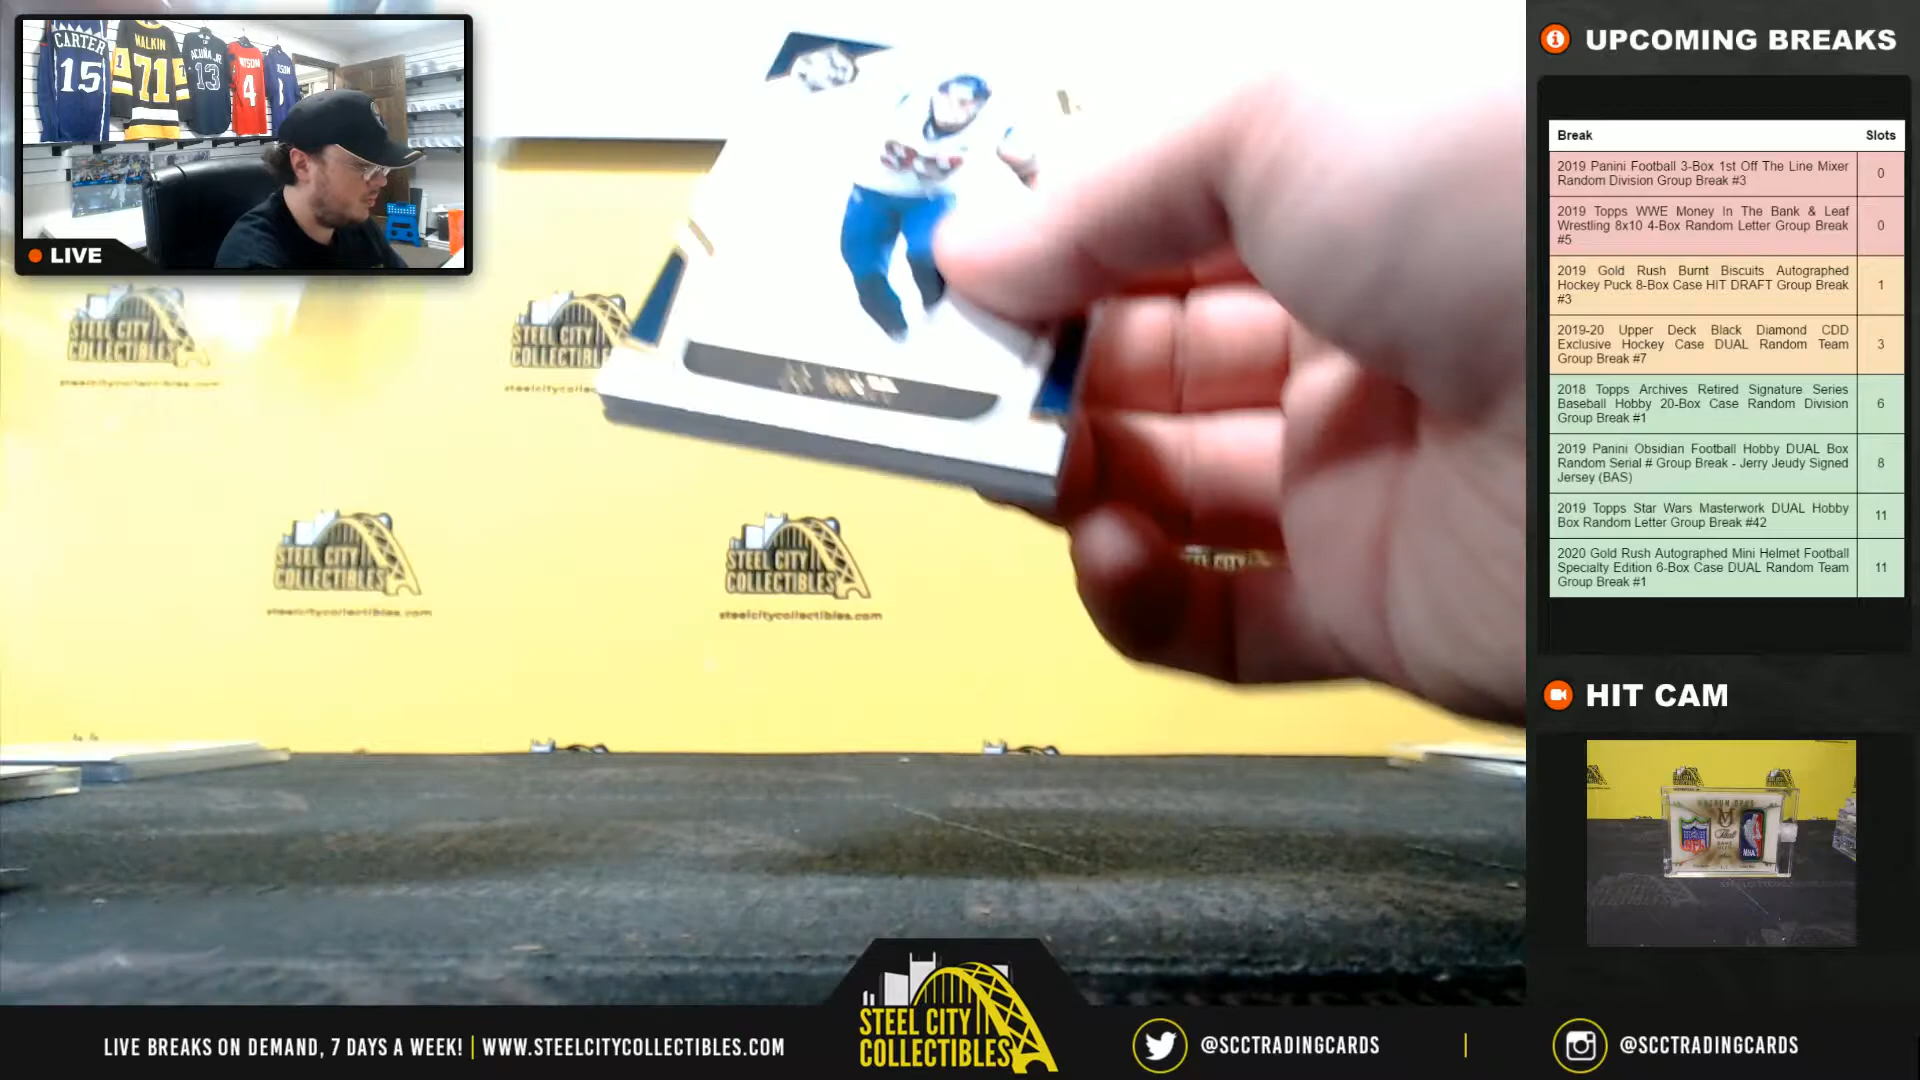 CARTER
15
MALKIN
71
ACUÑA JR
13
4
LIVE
STEEL CITY
COLLECTIBLES
STEEL CITY
COLLECTIBLES
STEEL CITY
COLLECTIBLES
steelcitycollectibles.com
STEEL CITY
COLLECTIBLES
steelcitycollectibles.com
UPCOMING BREAKS
Break Slots
2019 Panini Football 3-Box 1st Off The Line Mixer
Random Division Group Break #3
0
2019 Topps WWE Money In The Bank & Leaf
Wrestling 8x10 4-Box Random Letter Group Break
#5
0
2019 Gold Rush Burnt Biscuits Autographed
Hockey Puck 8-Box Case HIT DRAFT Group Break
#3
1
2019-20 Upper Deck Black Diamond CDD
Exclusive Hockey Case DUAL Random Team
Group Break #7
3
2018 Topps Archives Retired Signature Series
Baseball Hobby 20-Box Case Random Division
Group Break #1
6
2019 Panini Obsidian Football Hobby DUAL Box
Random Serial # Group Break - Jerry Jeudy Signed
Jersey (BAS)
8
2019 Topps Star Wars Masterwork DUAL Hobby
Box Random Letter Group Break #42
11
2020 Gold Rush Autographed Mini Helmet Football
Specialty Edition 6-Box Case DUAL Random Team
Group Break #1
11
HIT CAM
LIVE BREAKS ON DEMAND, 7 DAYS A WEEK! | WWW.STEELCITYCOLLECTIBLES.COM
STEEL CITY
COLLECTIBLES
@SCCTRADINGCARDS
@SCCTRADINGCARDS